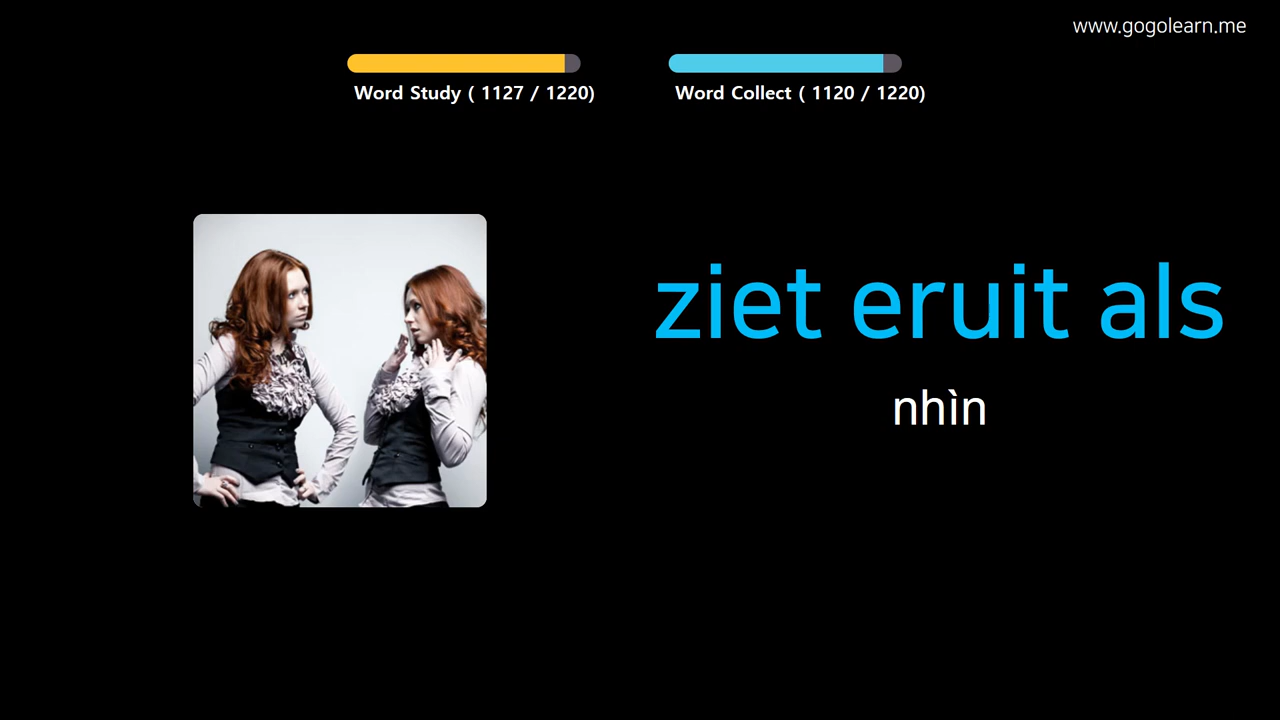 www.gogolearn.me
Word Study ( 1127 / 1220)
Word Collect ( 1120 / 1220)
ziet eruit als
nhìn